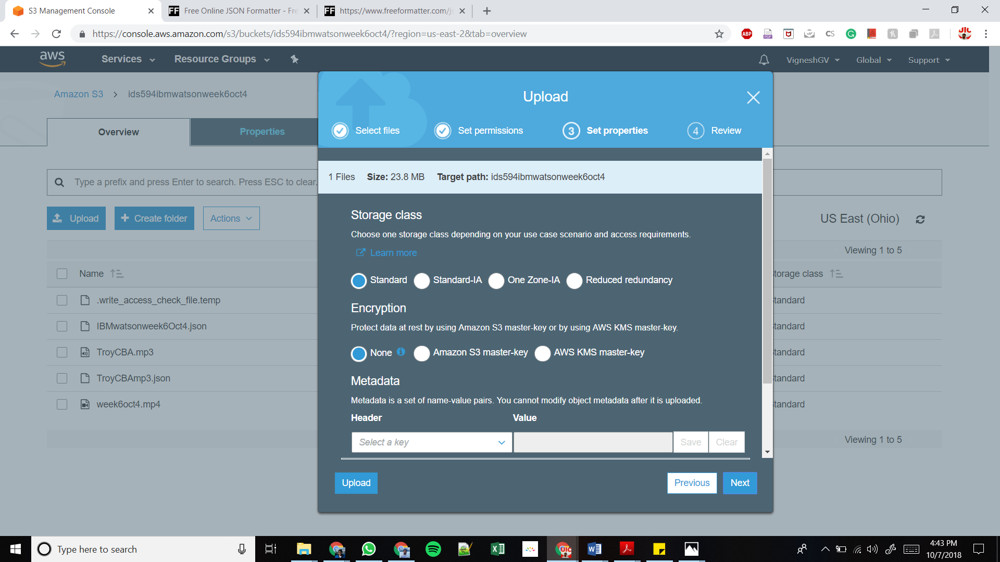 S3 Management Console
Free Online JSON Formatter - Fre
https://www.freeformatter.com/js
https://console.aws.amazon.com/s3/buckets/ids594ibmwatsonweek6oct4/?region=us-east-2&tab=overview
ABP
PDF
CS
aws
Services
Resource Groups
VigneshGV
Global
Support
Amazon S3 > ids594ibmwatsonweek6oct4
Overview
Properties
Type a prefix and press Enter to search. Press ESC to clear.
Upload
Create folder
Actions
US East (Ohio)
Viewing 1 to 5
Name
torage class
.write_access_check_file.temp
tandard
IBMwatsonweek6Oct4.json
tandard
TroyCBA.mp3
tandard
TroyCBAmp3.json
tandard
week6oct4.mp4
tandard
Viewing 1 to 5
Upload
Select files
Set permissions
3 Set properties
4 Review
1 Files Size: 23.8 MB Target path: ids594ibmwatsonweek6oct4
Storage class
Choose one storage class depending on your use case scenario and access requirements.
Learn more
Standard Standard-IA One Zone-IA Reduced redundancy
Encryption
Protect data at rest by using Amazon S3 master-key or by using AWS KMS master-key.
None Amazon S3 master-key AWS KMS master-key
Metadata
Metadata is a set of name-value pairs. You cannot modify object metadata after it is uploaded.
Header Value
Select a key
Save
Clear
Upload
Previous
Next
Type here to search
4:43 PM
10/7/2018